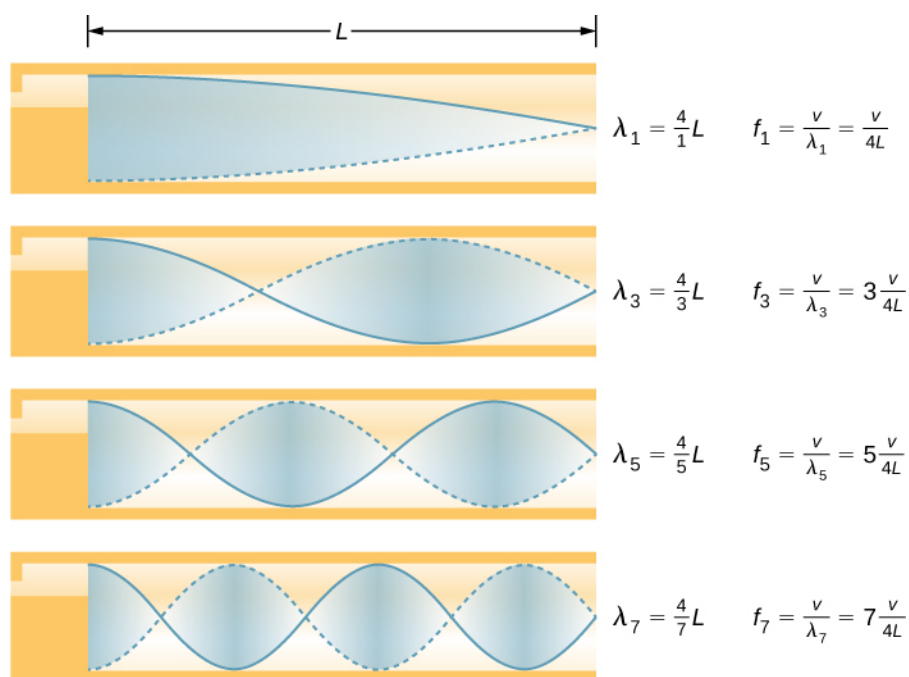 L
λ₁ = 4/1 L    f₁ = v/λ₁ = v/4L
λ₃ = 4/3 L    f₃ = v/λ₃ = 3 v/4L
λ₅ = 4/5 L    f₅ = v/λ₅ = 5 v/4L
λ₇ = 4/7 L    f₇ = v/λ₇ = 7 v/4L